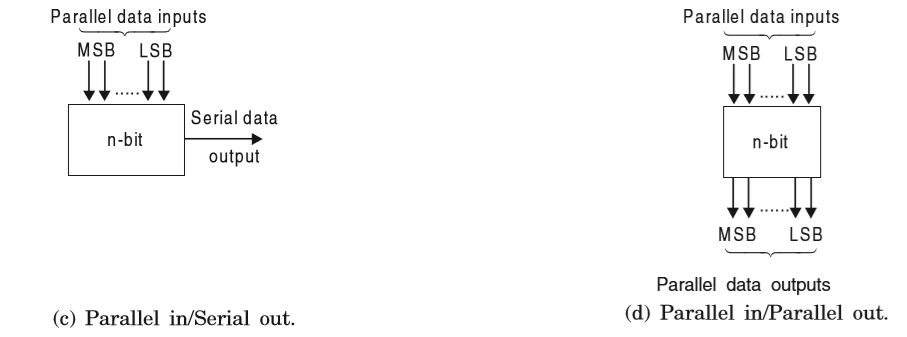 Parallel data inputs
MSB LSB
.....
n-bit
Serial data
output
(c) Parallel in/Serial out.
Parallel data inputs
MSB LSB
.....
n-bit
......
MSB LSB
Parallel data outputs
(d) Parallel in/Parallel out.